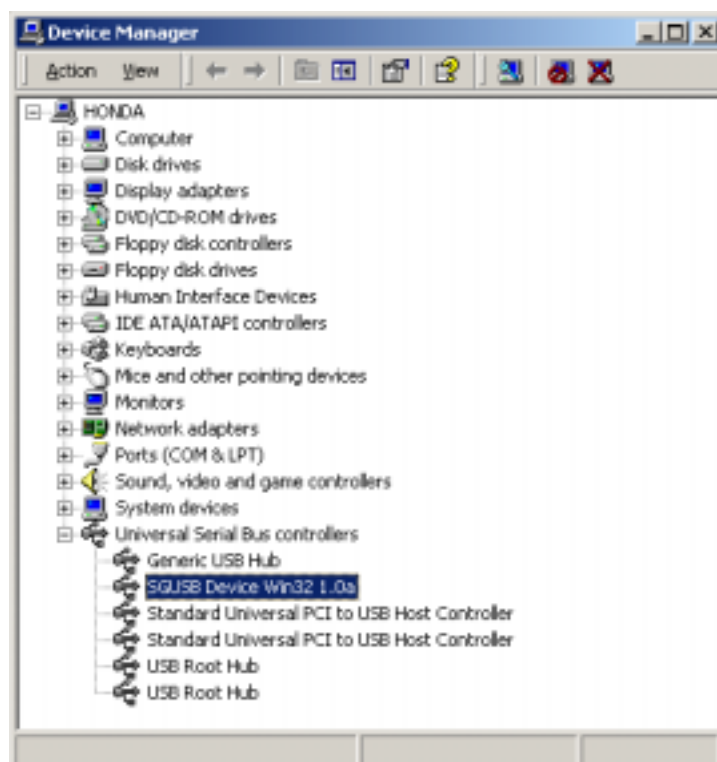 Device Manager
Action View
HONDA
Computer
Disk drives
Display adapters
DVD/CD-ROM drives
Floppy disk controllers
Floppy disk drives
Human Interface Devices
IDE ATA/ATAPI controllers
Keyboards
Mice and other pointing devices
Monitors
Network adapters
Ports (COM & LPT)
Sound, video and game controllers
System devices
Universal Serial Bus controllers
Generic USB Hub
SGUSB Device Win32 1.0a
Standard Universal PCI to USB Host Controller
Standard Universal PCI to USB Host Controller
USB Root Hub
USB Root Hub